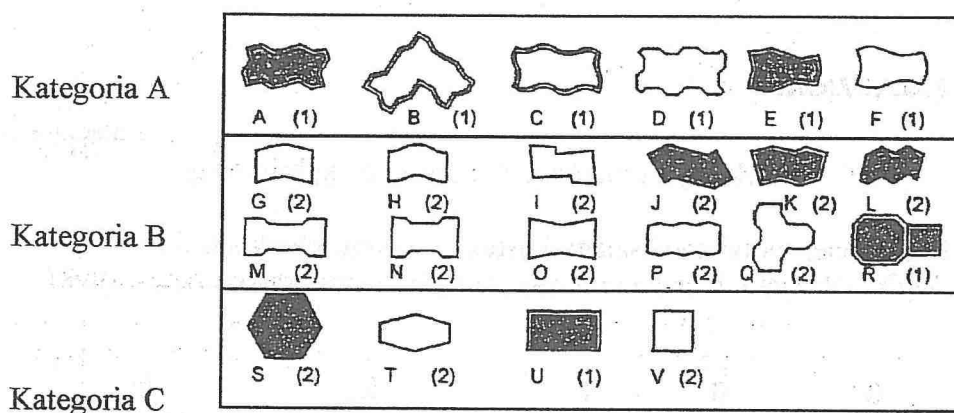 Kategoria A
A (1) B (1) C (1) D (1) E (1) F (1)
G (2) H (2) I (2) J (2) K (2) L (2)
Kategoria B
M (2) N (2) O (2) P (2) Q (2) R (1)
S (2) T (2) U (1) V (2)
Kategoria C